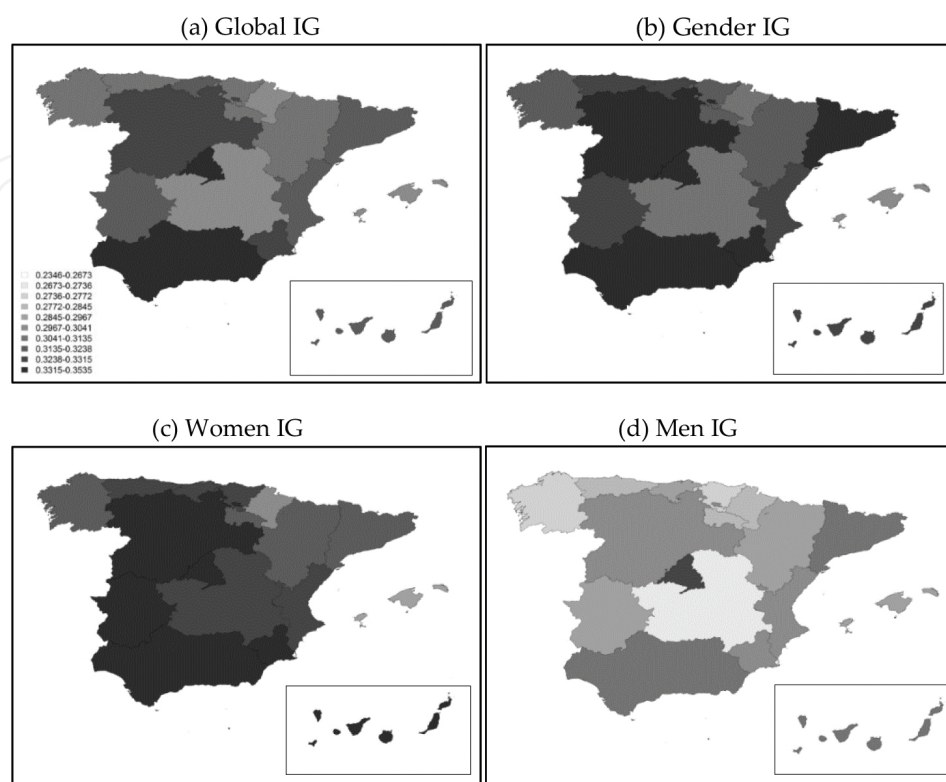 (a) Global IG
(b) Gender IG
0.2346-0.2673
0.2673-0.2736
0.2736-0.2772
0.2772-0.2845
0.2845-0.2967
0.2967-0.3041
0.3041-0.3135
0.3135-0.3238
0.3238-0.3315
0.3315-0.3535
(c) Women IG
(d) Men IG